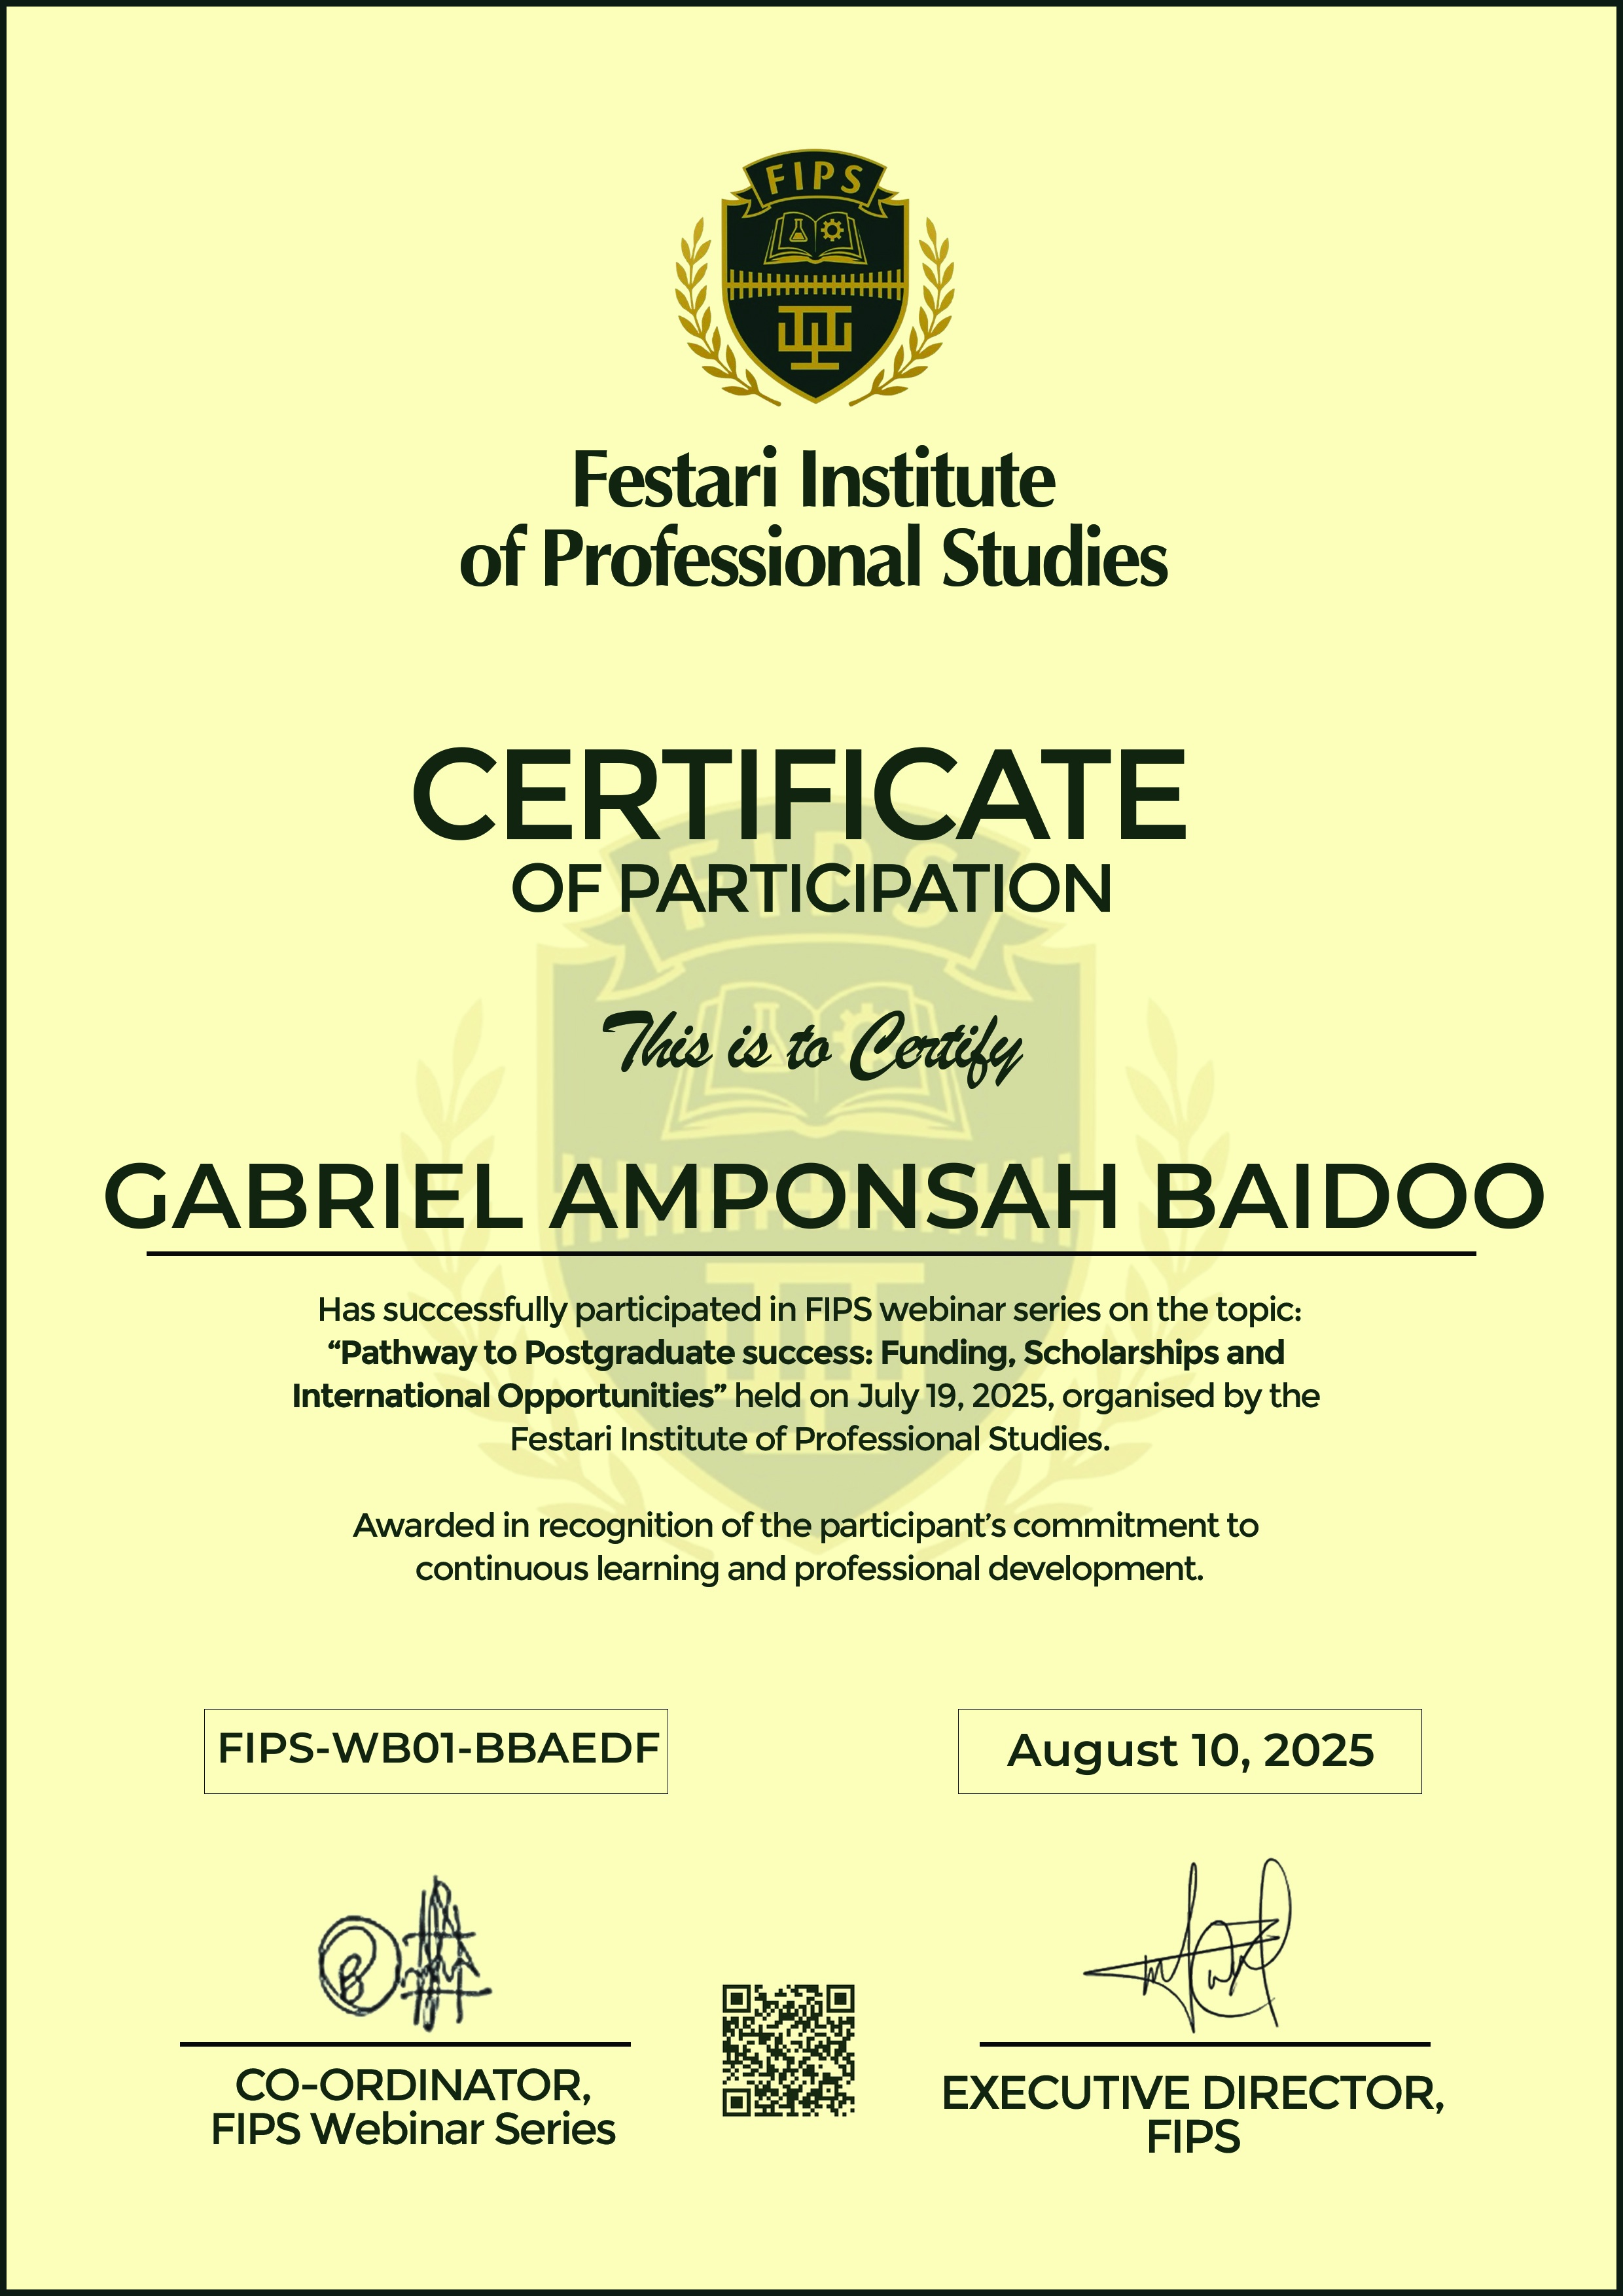 FIPS
Festari Institute
of Professional Studies
CERTIFICATE
OF PARTICIPATION
FIPS
This is to Certify
GABRIEL AMPONSAH BAIDOO
Has successfully participated in FIPS webinar series on the topic:
“Pathway to Postgraduate success: Funding, Scholarships and
International Opportunities” held on July 19, 2025, organised by the
Festari Institute of Professional Studies.
Awarded in recognition of the participant’s commitment to
continuous learning and professional development.
FIPS-WB01-BBAEDF
August 10, 2025
CO-ORDINATOR,
FIPS Webinar Series
EXECUTIVE DIRECTOR,
FIPS